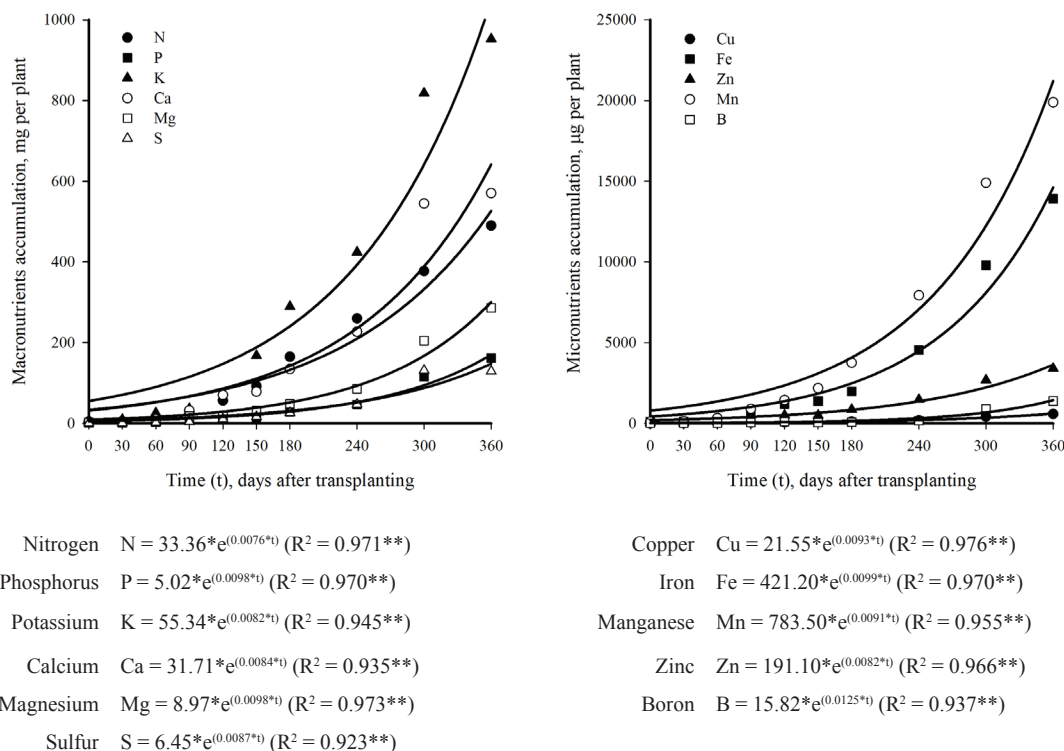 Macronutrients accumulation, mg per plant
1000
800
600
400
200
0
N
P
K
Ca
Mg
S
0 30 60 90 120 150 180 240 300 360
Time (t), days after transplanting
Micronutrients accumulation, µg per plant
25000
20000
15000
10000
5000
0
Cu
Fe
Zn
Mn
B
0 30 60 90 120 150 180 240 300 360
Time (t), days after transplanting
Nitrogen N = 33.36*e^(0.0076*t) (R² = 0.971**)
Phosphorus P = 5.02*e^(0.0098*t) (R² = 0.970**)
Potassium K = 55.34*e^(0.0082*t) (R² = 0.945**)
Calcium Ca = 31.71*e^(0.0084*t) (R² = 0.935**)
Magnesium Mg = 8.97*e^(0.0098*t) (R² = 0.973**)
Sulfur S = 6.45*e^(0.0087*t) (R² = 0.923**)
Copper Cu = 21.55*e^(0.0093*t) (R² = 0.976**)
Iron Fe = 421.20*e^(0.0099*t) (R² = 0.970**)
Manganese Mn = 783.50*e^(0.0091*t) (R² = 0.955**)
Zinc Zn = 191.10*e^(0.0082*t) (R² = 0.966**)
Boron B = 15.82*e^(0.0125*t) (R² = 0.937**)